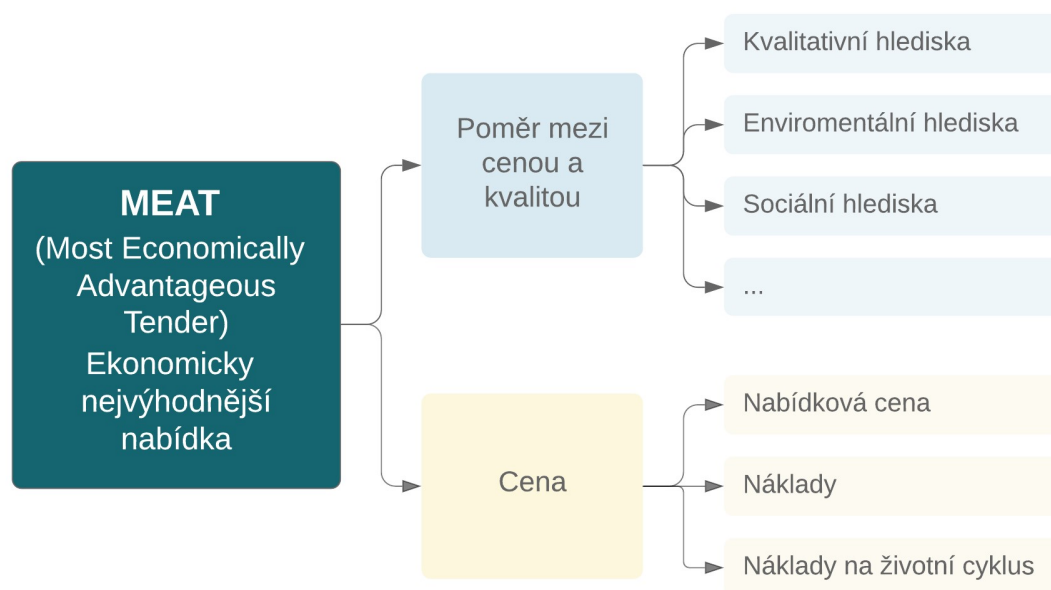 MEAT
(Most Economically
Advantageous
Tender)
Ekonomicky
nejvýhodnější
nabídka
Poměr mezi
cenou a
kvalitou
Kvalitativní hlediska
Enviromentální hlediska
Sociální hlediska
...
Cena
Nabídková cena
Náklady
Náklady na životní cyklus